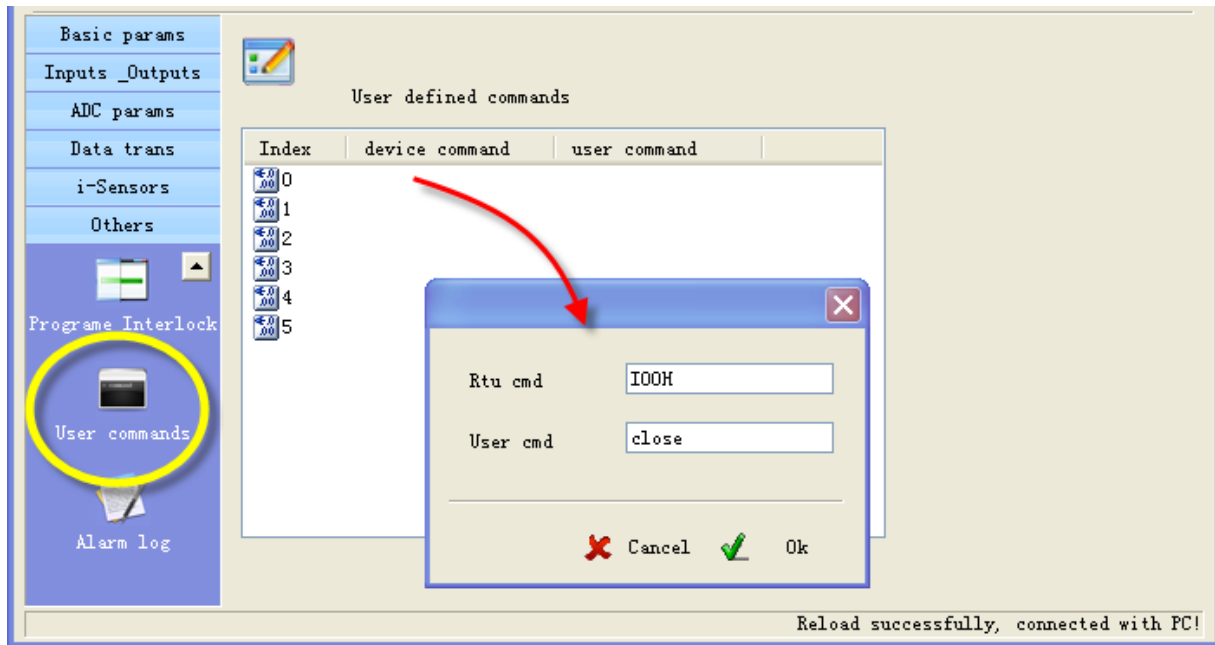 Basic params
Inputs _Outputs
ADC params
Data trans
i-Sensors
Others
Programe Interlock
User commands
Alarm log
User defined commands
Index device command user command
0
1
2
3
4
5
Rtu cmd IOOH
User cmd close
Cancel Ok
Reload successfully, connected with PC!